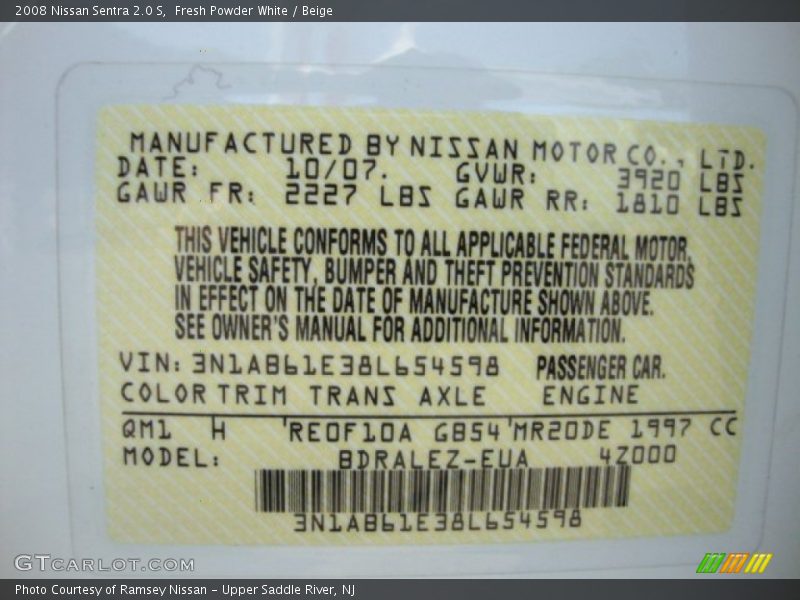 2008 Nissan Sentra 2.0 S,  Fresh Powder White / Beige
MANUFACTURED BY NISSAN MOTOR CO., LTD.
DATE: 10/07. GVWR: 3920 LBS
GAWR FR: 2227 LBS GAWR RR: 1810 LBS
THIS VEHICLE CONFORMS TO ALL APPLICABLE FEDERAL MOTOR,
VEHICLE SAFETY, BUMPER AND THEFT PREVENTION STANDARDS
IN EFFECT ON THE DATE OF MANUFACTURE SHOWN ABOVE.
SEE OWNER'S MANUAL FOR ADDITIONAL INFORMATION.
VIN: 3N1AB61E38L654598 PASSENGER CAR.
COLOR TRIM TRANS AXLE ENGINE
QM1 H 'RE0F10A GB54'MR20DE 1997 CC
MODEL: BDRALEZ-EUA 4Z000
3N1AB61E38L654598
GTCARLOT.COM
Photo Courtesy of Ramsey Nissan – Upper Saddle River, NJ